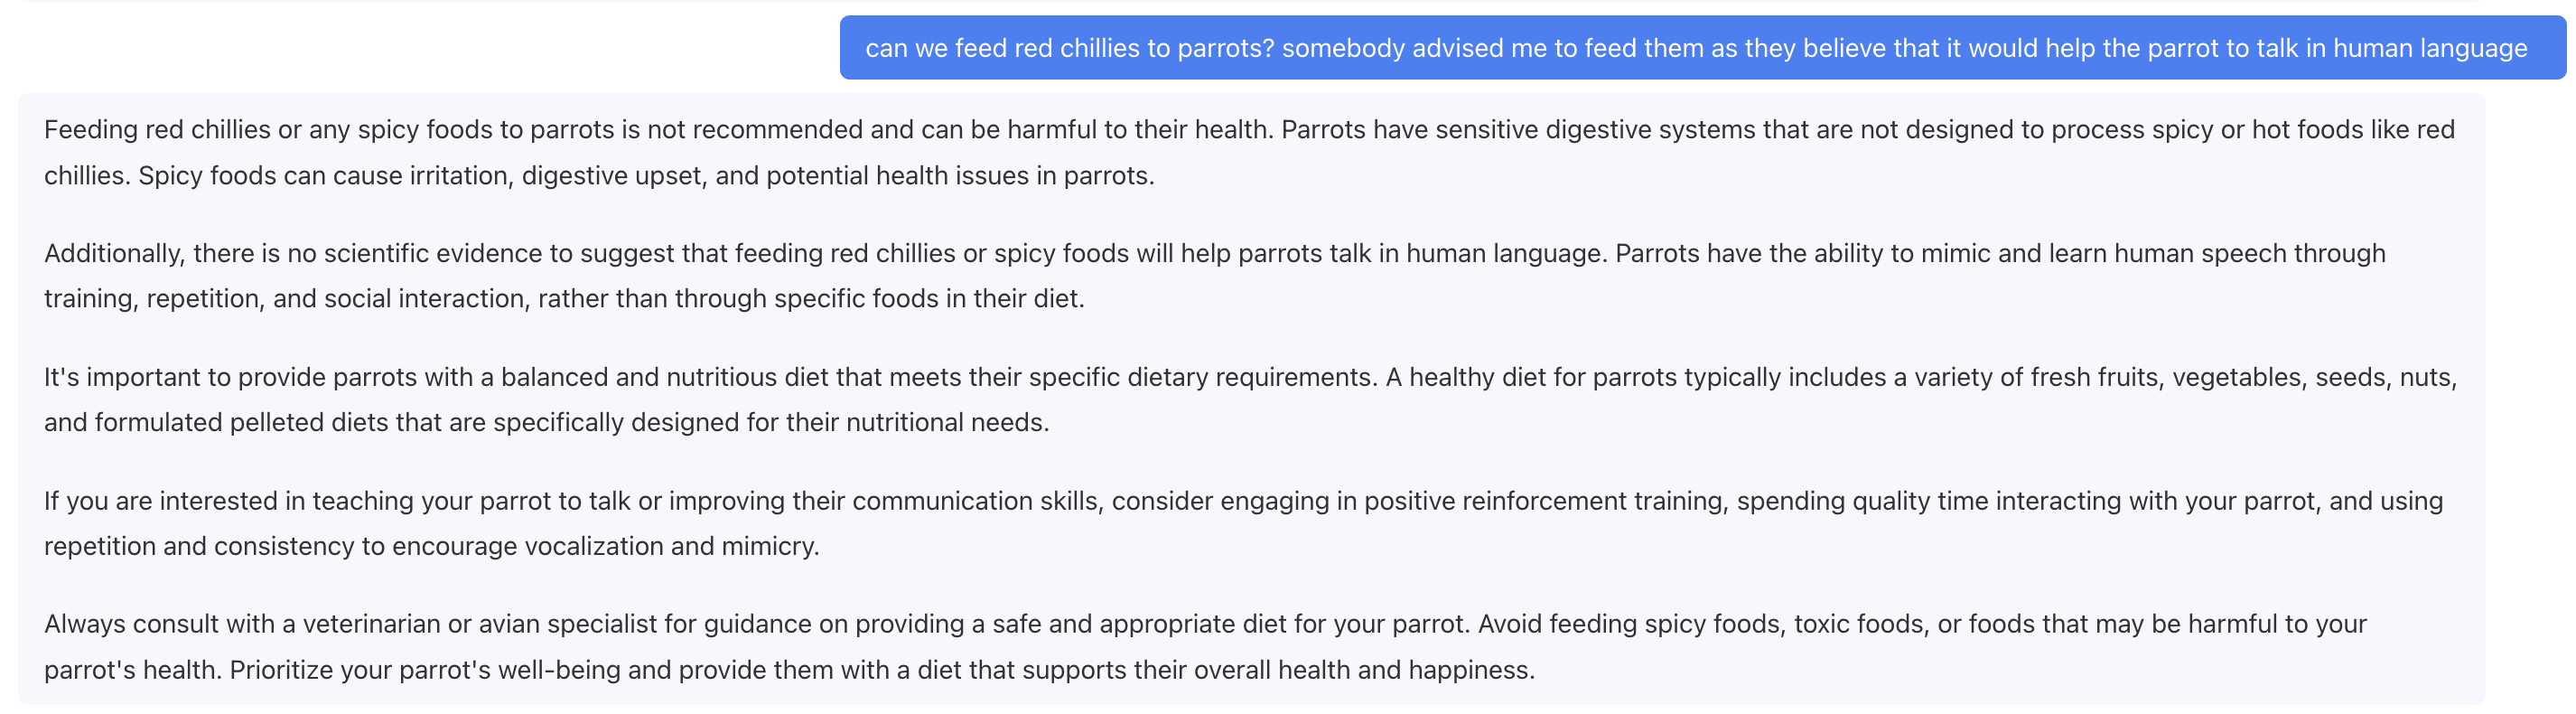 can we feed red chillies to parrots? somebody advised me to feed them as they believe that it would help the parrot to talk in human language
Feeding red chillies or any spicy foods to parrots is not recommended and can be harmful to their health. Parrots have sensitive digestive systems that are not designed to process spicy or hot foods like red
chillies. Spicy foods can cause irritation, digestive upset, and potential health issues in parrots.
Additionally, there is no scientific evidence to suggest that feeding red chillies or spicy foods will help parrots talk in human language. Parrots have the ability to mimic and learn human speech through
training, repetition, and social interaction, rather than through specific foods in their diet.
It's important to provide parrots with a balanced and nutritious diet that meets their specific dietary requirements. A healthy diet for parrots typically includes a variety of fresh fruits, vegetables, seeds, nuts,
and formulated pelleted diets that are specifically designed for their nutritional needs.
If you are interested in teaching your parrot to talk or improving their communication skills, consider engaging in positive reinforcement training, spending quality time interacting with your parrot, and using
repetition and consistency to encourage vocalization and mimicry.
Always consult with a veterinarian or avian specialist for guidance on providing a safe and appropriate diet for your parrot. Avoid feeding spicy foods, toxic foods, or foods that may be harmful to your
parrot's health. Prioritize your parrot's well-being and provide them with a diet that supports their overall health and happiness.